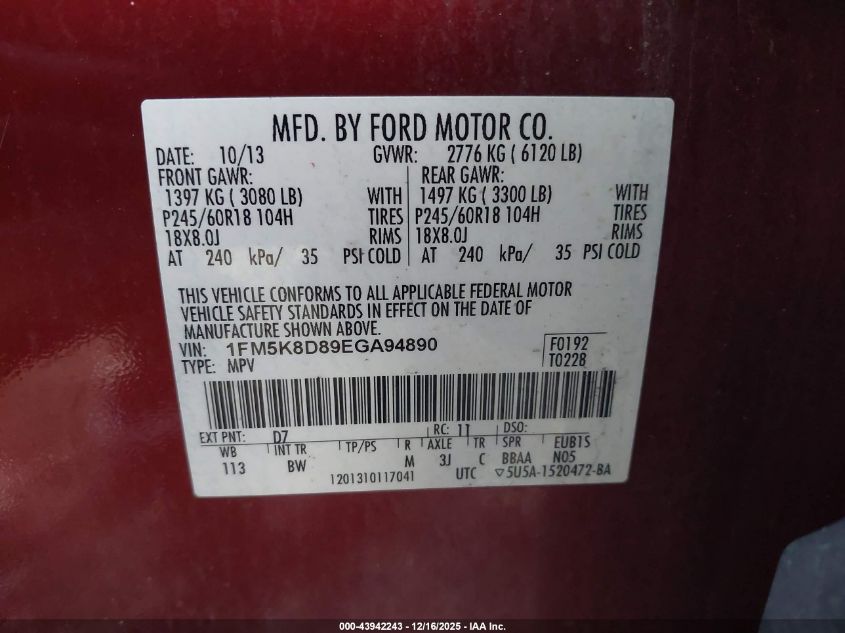 MFD. BY FORD MOTOR CO.
DATE: 10/13 GVWR: 2776 KG ( 6120 LB)
FRONT GAWR: REAR GAWR:
1397 KG ( 3080 LB) WITH 1497 KG ( 3300 LB) WITH
P245/60R18 104H TIRES P245/60R18 104H TIRES
18X8.0J RIMS 18X8.0J RIMS
AT 240 kPa/ 35 PSI COLD AT 240 kPa/ 35 PSI COLD
THIS VEHICLE CONFORMS TO ALL APPLICABLE FEDERAL MOTOR
VEHICLE SAFETY STANDARDS IN EFFECT ON THE DATE OF
MANUFACTURE SHOWN ABOVE.
VIN: 1FM5K8D89EGA94890 F0192
TYPE: MPV T0228
EXT PNT: D7 RC: 11 DSO:
WB INT TR TP/PS R AXLE TR SPR EUB1S
113 BW M 3J C BBAA N05
1201310117041 UTC ▽5U5A-1520472-BA
000-43942243 - 12/16/2025 - IAA Inc.